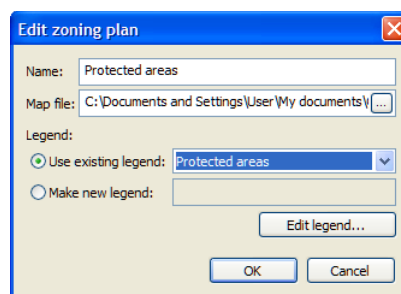 Edit zoning plan
Name: Protected areas
Map file: C:\Documents and Settings\User\My documents\ ...
Legend:
Use existing legend: Protected areas
Make new legend:
Edit legend...
OK Cancel